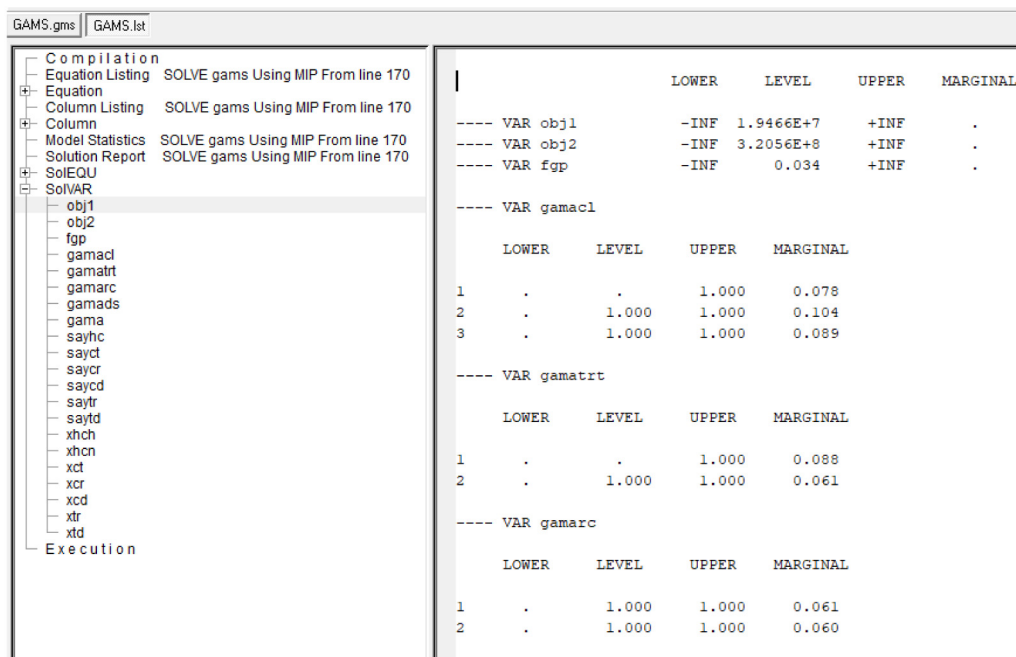 GAMS.gms GAMS.lst
Compilation
Equation Listing SOLVE gams Using MIP From line 170
Equation
Column Listing SOLVE gams Using MIP From line 170
Column
Model Statistics SOLVE gams Using MIP From line 170
Solution Report SOLVE gams Using MIP From line 170
SolEQU
SolVAR
obj1
obj2
fgp
gamacl
gamatrt
gamarc
gamads
gama
sayhc
sayct
saycr
saycd
saytr
saytd
xhch
xhcn
xct
xcr
xcd
xtr
xtd
Execution
LOWER LEVEL UPPER MARGINAL
---- VAR obj1 -INF 1.9466E+7 +INF .
---- VAR obj2 -INF 3.2056E+8 +INF .
---- VAR fgp -INF 0.034 +INF .
---- VAR gamacl
LOWER LEVEL UPPER MARGINAL
1 . . 1.000 0.078
2 . 1.000 1.000 0.104
3 . 1.000 1.000 0.089
---- VAR gamatrt
LOWER LEVEL UPPER MARGINAL
1 . . 1.000 0.088
2 . 1.000 1.000 0.061
---- VAR gamarc
LOWER LEVEL UPPER MARGINAL
1 . 1.000 1.000 0.061
2 . 1.000 1.000 0.060